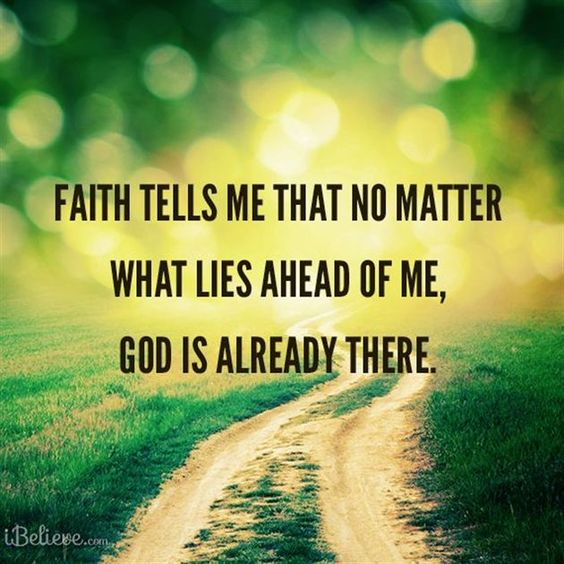 FAITH TELLS ME THAT NO MATTER
WHAT LIES AHEAD OF ME,
GOD IS ALREADY THERE.
iBelieve.com